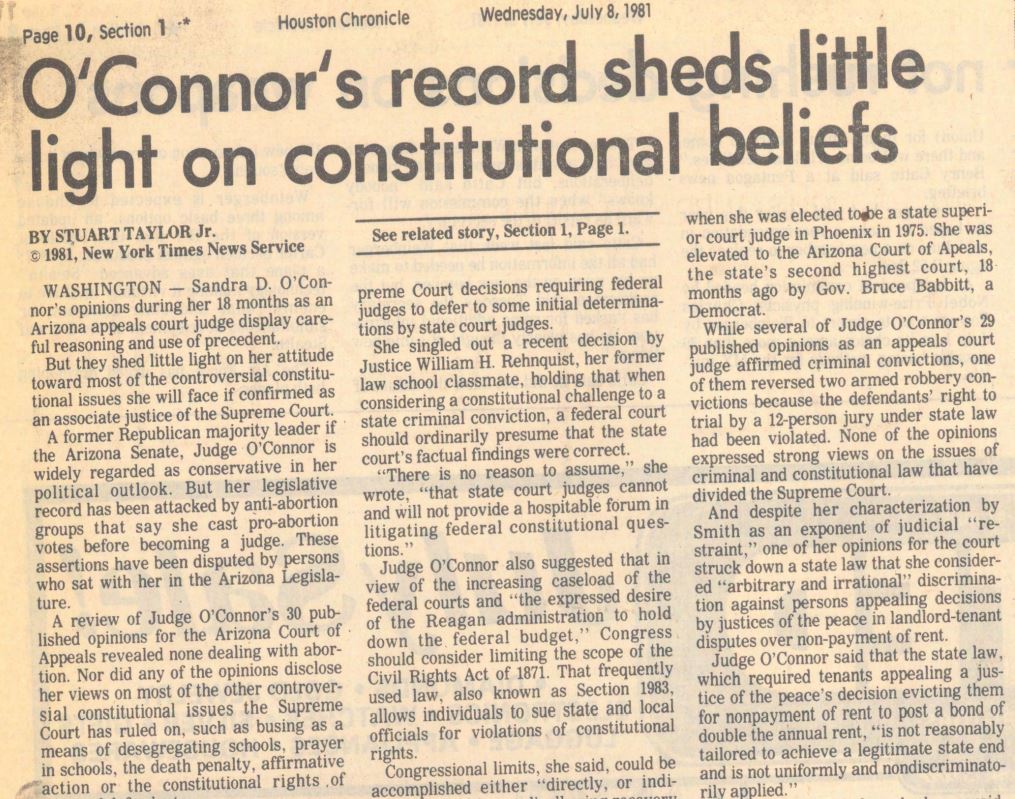 Page 10, Section 1 *
Houston Chronicle
Wednesday, July 8, 1981
O'Connor's record sheds little
light on constitutional beliefs
BY STUART TAYLOR Jr.
© 1981, New York Times News Service
WASHINGTON — Sandra D. O'Con-
nor's opinions during her 18 months as an
Arizona appeals court judge display care-
ful reasoning and use of precedent.
But they shed little light on her attitude
toward most of the controversial constitu-
tional issues she will face if confirmed as
an associate justice of the Supreme Court.
A former Republican majority leader if
the Arizona Senate, Judge O'Connor is
widely regarded as conservative in her
political outlook. But her legislative
record has been attacked by anti-abortion
groups that say she cast pro-abortion
votes before becoming a judge. These
assertions have been disputed by persons
who sat with her in the Arizona Legisla-
ture.
A review of Judge O'Connor's 30 pub-
lished opinions for the Arizona Court of
Appeals revealed none dealing with abor-
tion. Nor did any of the opinions disclose
her views on most of the other controver-
sial constitutional issues the Supreme
Court has ruled on, such as busing as a
means of desegregating schools, prayer
in schools, the death penalty, affirmative
action or the constitutional rights of
See related story, Section 1, Page 1.
preme Court decisions requiring federal
judges to defer to some initial determina-
tions by state court judges.
She singled out a recent decision by
Justice William H. Rehnquist, her former
law school classmate, holding that when
considering a constitutional challenge to a
state criminal conviction, a federal court
should ordinarily presume that the state
court's factual findings were correct.
"There is no reason to assume," she
wrote, "that state court judges cannot
and will not provide a hospitable forum in
litigating federal constitutional ques-
tions."
Judge O'Connor also suggested that in
view of the increasing caseload of the
federal courts and "the expressed desire
of the Reagan administration to hold
down the federal budget," Congress
should consider limiting the scope of the
Civil Rights Act of 1871. That frequently
used law, also known as Section 1983,
allows individuals to sue state and local
officials for violations of constitutional
rights.
Congressional limits, she said, could be
accomplished either "directly, or indi-
when she was elected to be a state superi-
or court judge in Phoenix in 1975. She was
elevated to the Arizona Court of Apeals,
the state's second highest court, 18
months ago by Gov. Bruce Babbitt, a
Democrat.
While several of Judge O'Connor's 29
published opinions as an appeals court
judge affirmed criminal convictions, one
of them reversed two armed robbery con-
victions because the defendants' right to
trial by a 12-person jury under state law
had been violated. None of the opinions
expressed strong views on the issues of
criminal and constitutional law that have
divided the Supreme Court.
And despite her characterization by
Smith as an exponent of judicial "re-
straint," one of her opinions for the court
struck down a state law that she consider-
ed "arbitrary and irrational" discrimina-
tion against persons appealing decisions
by justices of the peace in landlord-tenant
disputes over non-payment of rent.
Judge O'Connor said that the state law,
which required tenants appealing a jus-
tice of the peace's decision evicting them
for nonpayment of rent to post a bond of
double the annual rent, "is not reasonably
tailored to achieve a legitimate state end
and is not uniformly and nondiscriminato-
rily applied."